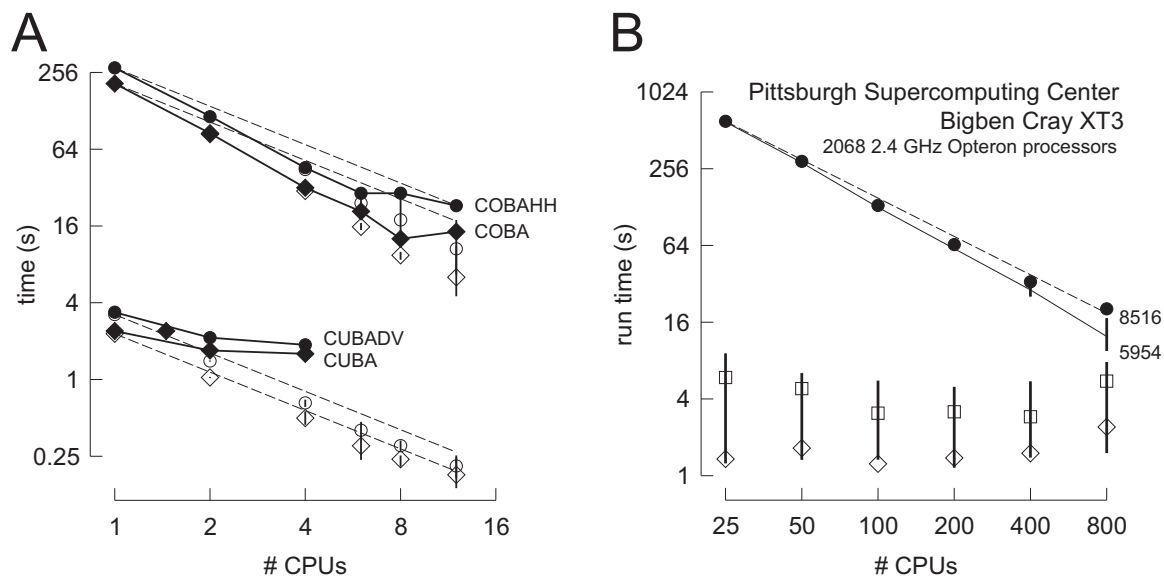 A
256
64
16
4
1
0.25
time (s)
COBAHH
COBA
CUBADV
CUBA
1 2 4 8 16
# CPUs
B
Pittsburgh Supercomputing Center
Bigben Cray XT3
2068 2.4 GHz Opteron processors
1024
256
64
16
4
1
run time (s)
8516
5954
25 50 100 200 400 800
# CPUs